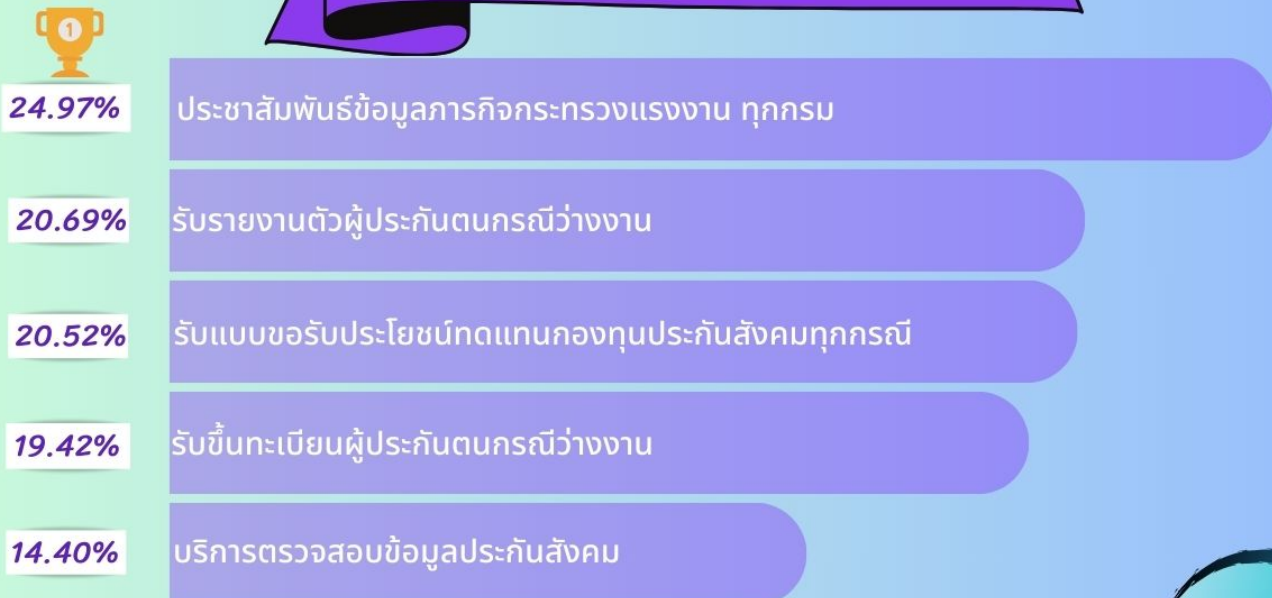 1
24.97% ประชาสัมพันธ์ข้อมูลภารกิจกระทรวงแรงงาน ทุกกรม
20.69% รับรายงานตัวผู้ประกันตนกรณีว่างงาน
20.52% รับแบบขอรับประโยชน์ทดแทนกองทุนประกันสังคมทุกกรณี
19.42% รับขึ้นทะเบียนผู้ประกันตนกรณีว่างงาน
14.40% บริการตรวจสอบข้อมูลประกันสังคม